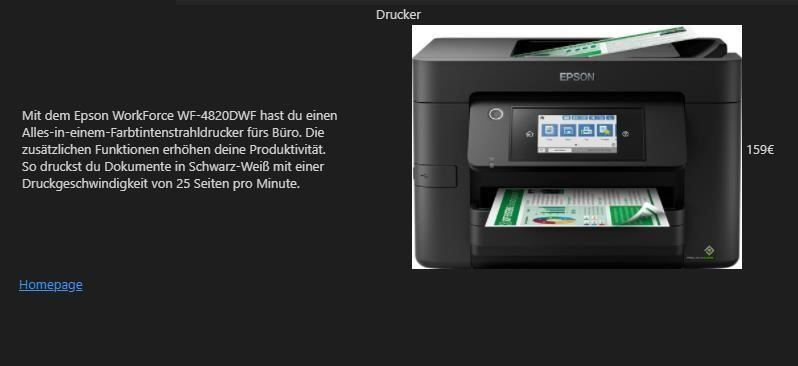 Drucker
EPSON
Mit dem Epson WorkForce WF-4820DWF hast du einen
Alles-in-einem-Farbtintenstrahldrucker fürs Büro. Die
zusätzlichen Funktionen erhöhen deine Produktivität.
So druckst du Dokumente in Schwarz-Weiß mit einer
Druckgeschwindigkeit von 25 Seiten pro Minute.
159€
Homepage